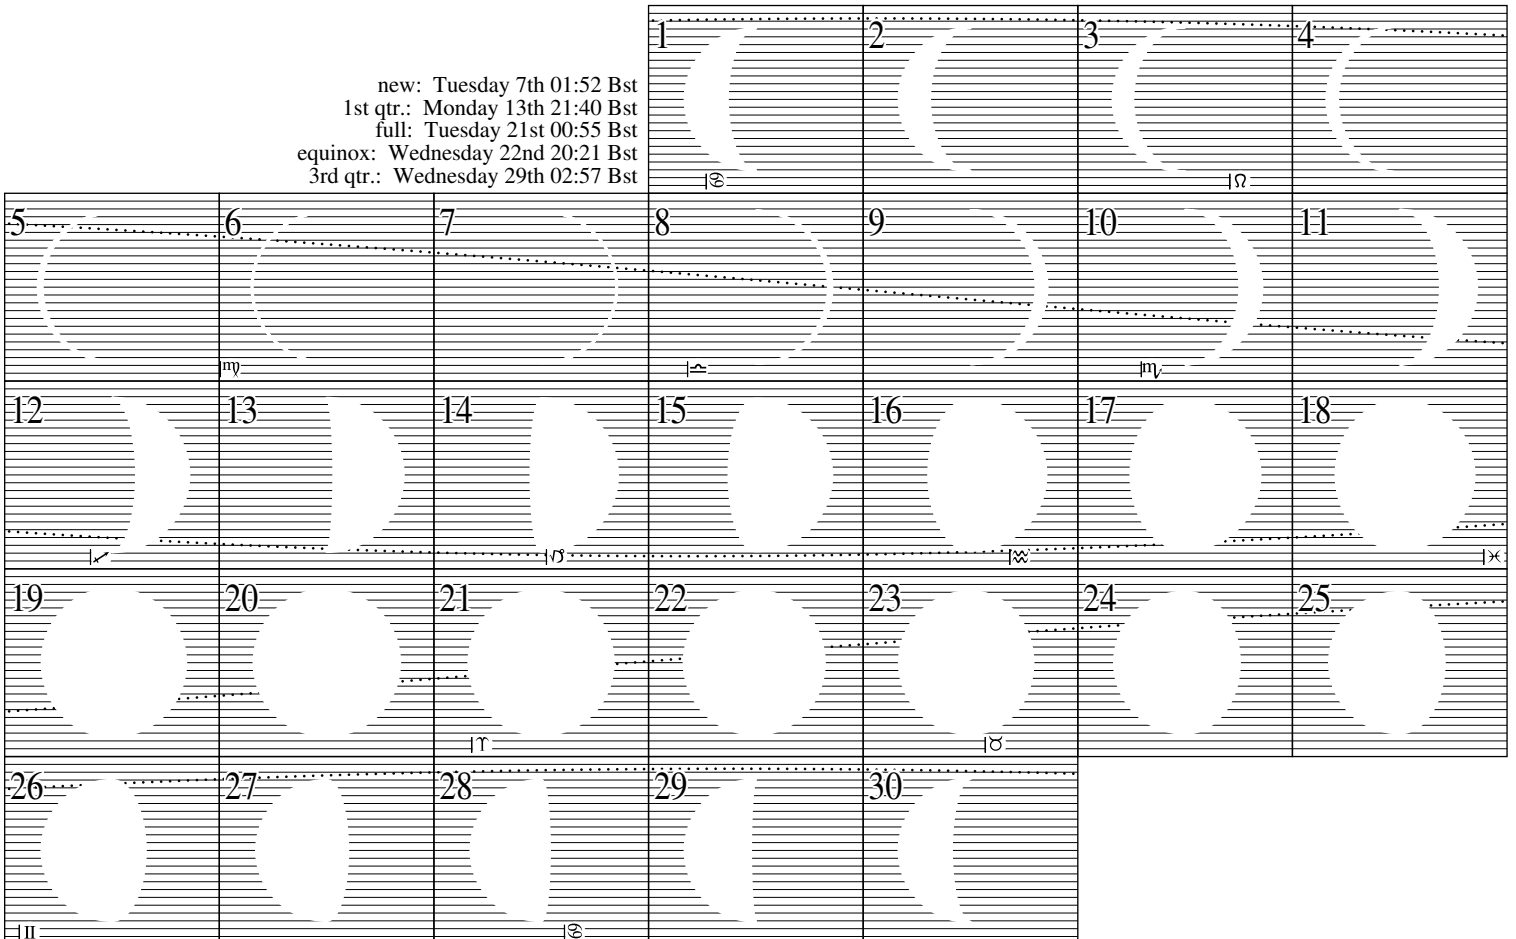 1 2 3 4
new: Tuesday 7th 01:52 Bst
1st qtr.: Monday 13th 21:40 Bst
full: Tuesday 21st 00:55 Bst
equinox: Wednesday 22nd 20:21 Bst
3rd qtr.: Wednesday 29th 02:57 Bst
♋ ♌
5 6 7 8 9 10 11
♍ ♎ ♏
12 13 14 15 16 17 18
♐ ♑ ♒ ♓
19 20 21 22 23 24 25
♈ ♉
26 27 28 29 30
♊ ♋